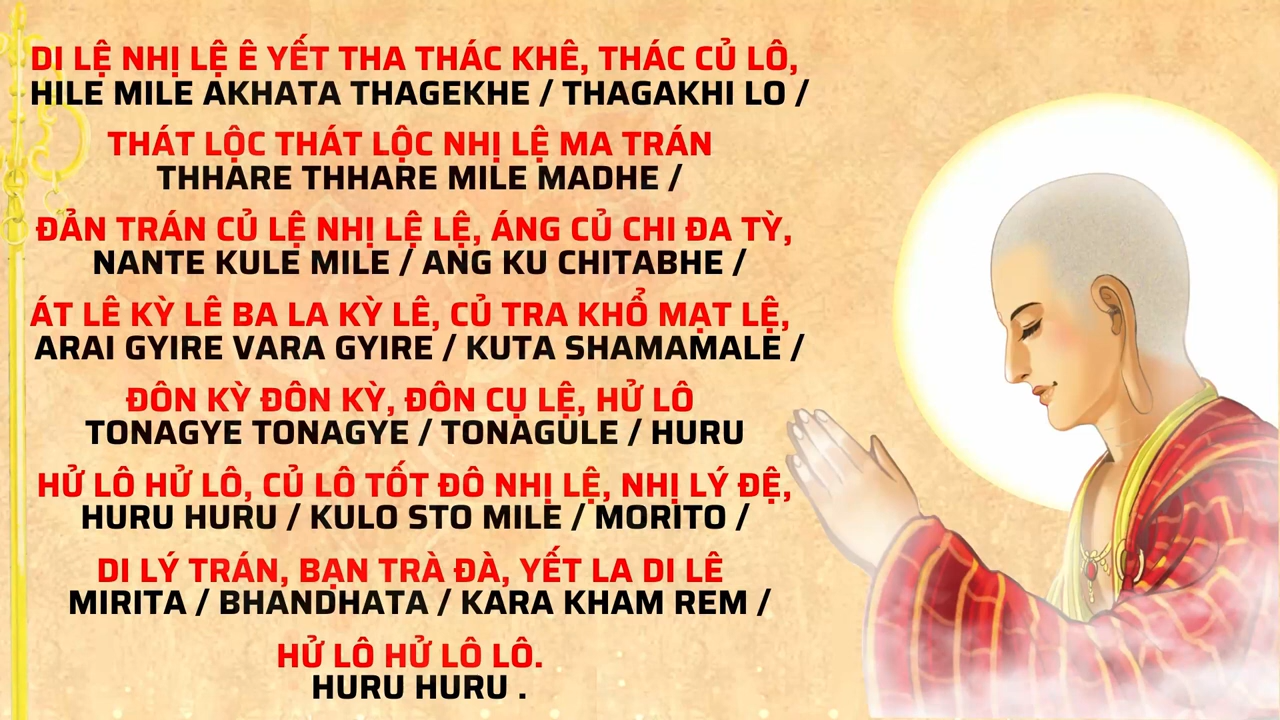 DI LỆ NHỊ LỆ Ê YẾT THA THÁC KHÊ, THÁC CỦ LÔ,
HILE MILE AKHATA THAGEKHE / THAGAKHI LO /
THÁT LỘC THÁT LỘC NHỊ LỆ MA TRÁN
THHARE THHARE MILE MADHE /
ĐẢN TRÁN CỦ LỆ NHỊ LỆ LỆ, ÁNG CỦ CHI ĐA TỲ,
NANTE KULE MILE / ANG KU CHITABHE /
ÁT LÊ KỲ LÊ BA LA KỲ LÊ, CỦ TRA KHỔ MẠT LỆ,
ARAI GYIRE VARA GYIRE / KUTA SHAMAMALE /
ĐÔN KỲ ĐÔN KỲ, ĐÔN CỤ LỆ, HỬ LÔ
TONAGYE TONAGYE / TONAGULE / HURU
HỬ LÔ HỬ LÔ, CỦ LÔ TỐT ĐÔ NHỊ LỆ, NHỊ LÝ ĐỆ,
HURU HURU / KULO STO MILE / MORITO /
DI LÝ TRÁN, BẠN TRÀ ĐÀ, YẾT LA DI LÊ
MIRITA / BHANDHATA / KARA KHAM REM /
HỬ LÔ HỬ LÔ LÔ.
HURU HURU .